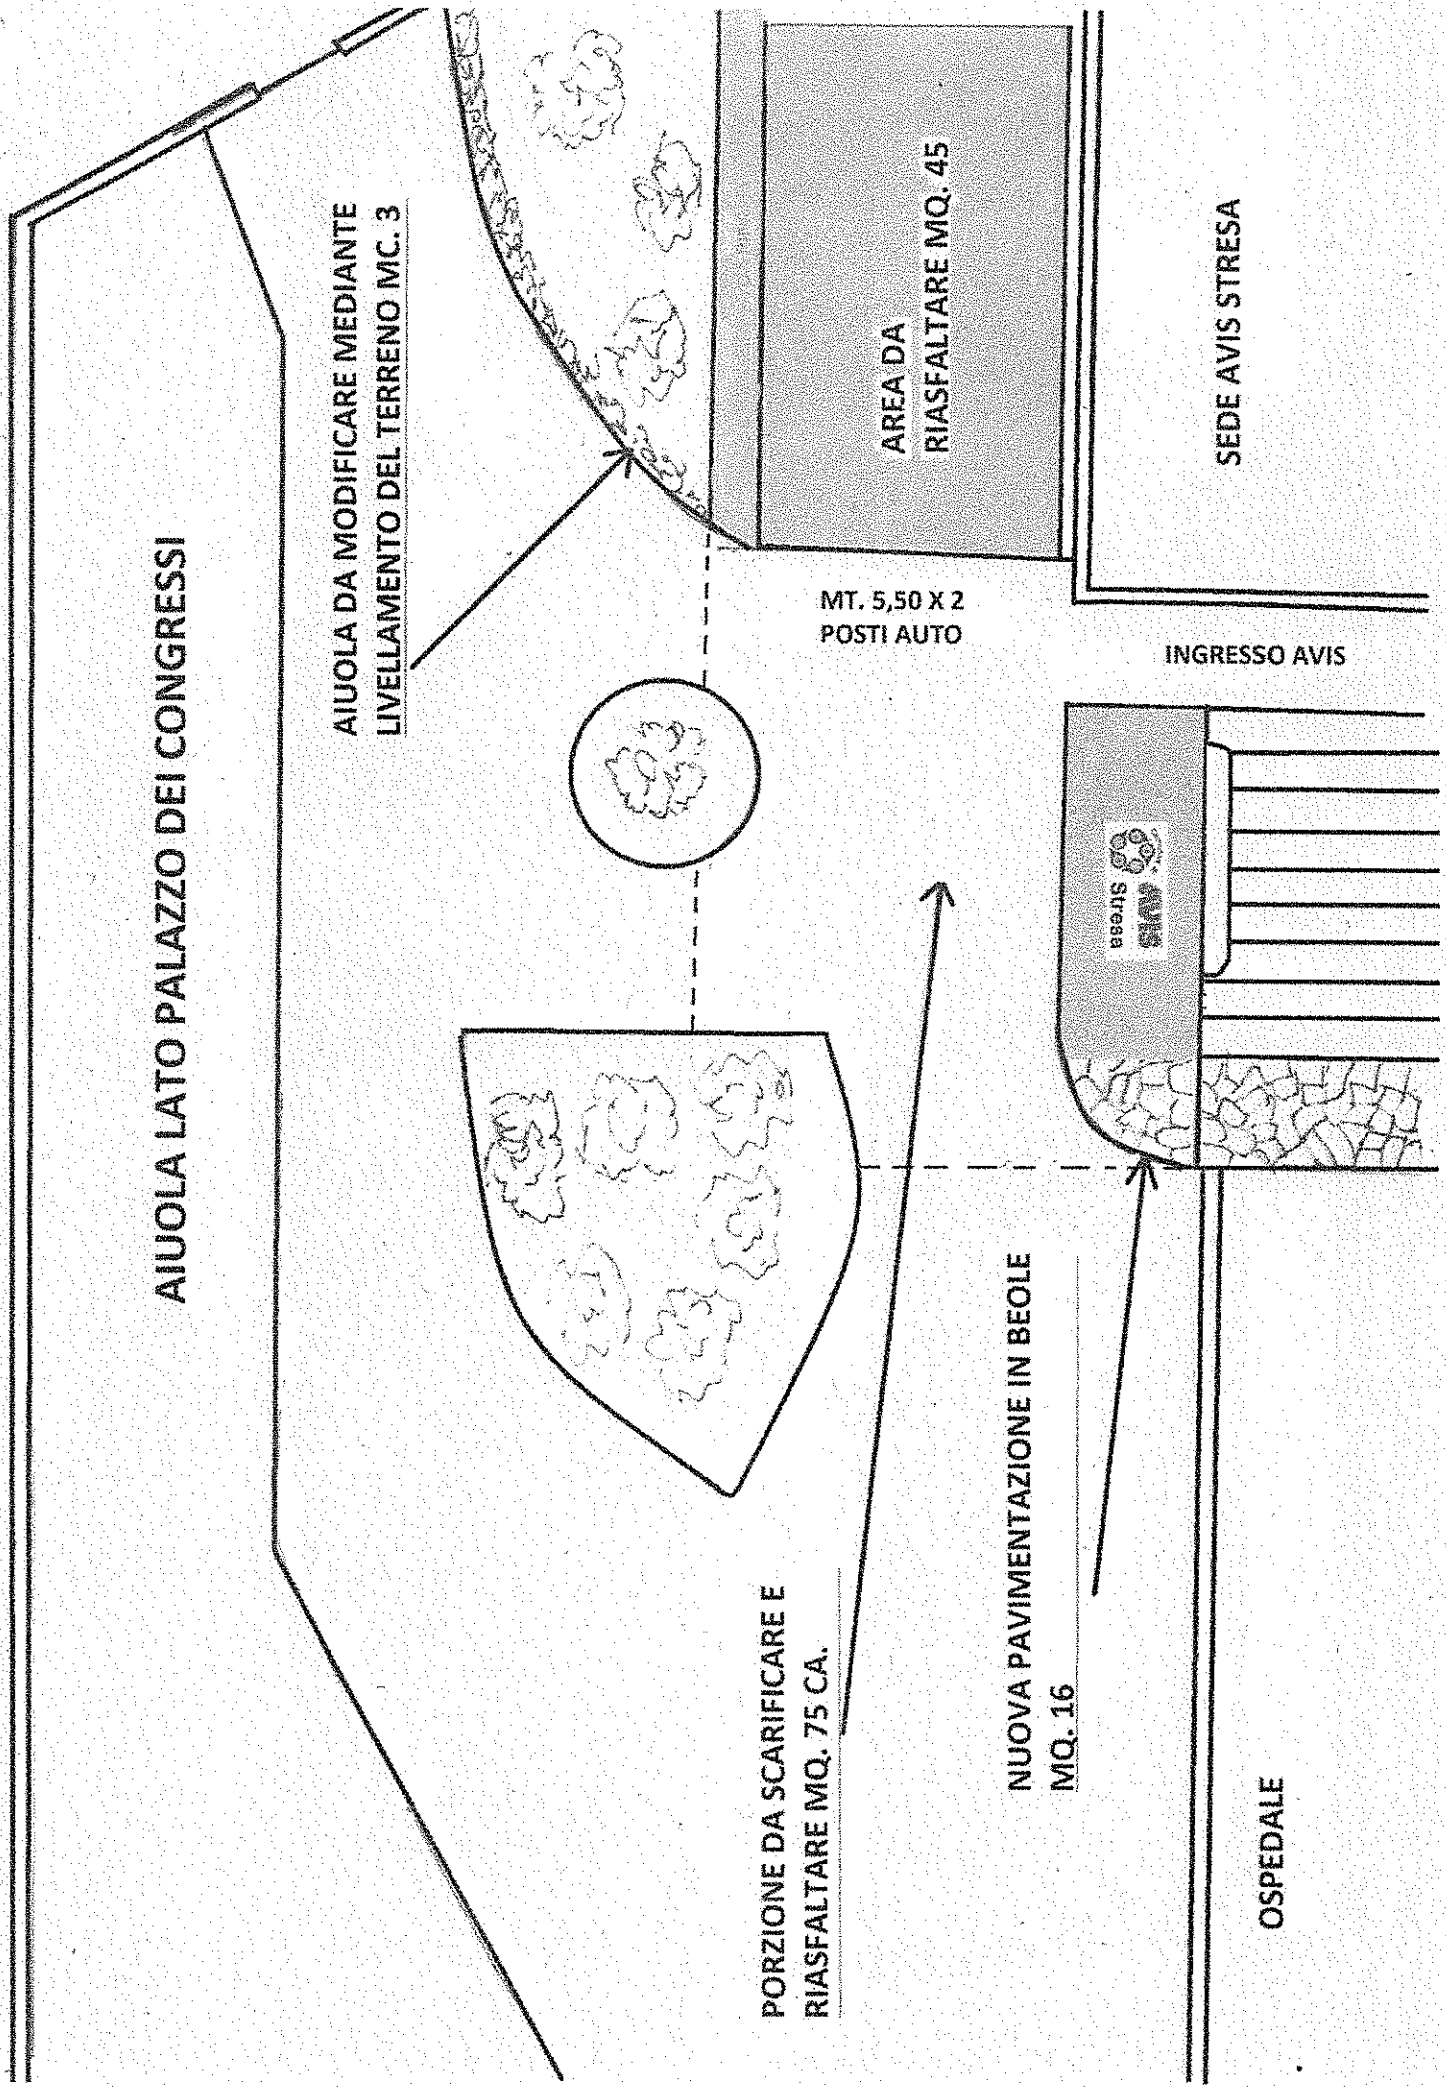 AIUOLA LATO PALAZZO DEI CONGRESSI
AIUOLA DA MODIFICARE MEDIANTE
LIVELLAMENTO DEL TERRENO MC. 3
AREA DA
RIASFALTARE MQ. 45
MT. 5,50 X 2
POSTI AUTO
SEDE AVIS STRESA
INGRESSO AVIS
Stresa
AVIS
PORZIONE DA SCARIFICARE E
RIASFALTARE MQ. 75 CA.
NUOVA PAVIMENTAZIONE IN BEOLE
MQ. 16
OSPEDALE